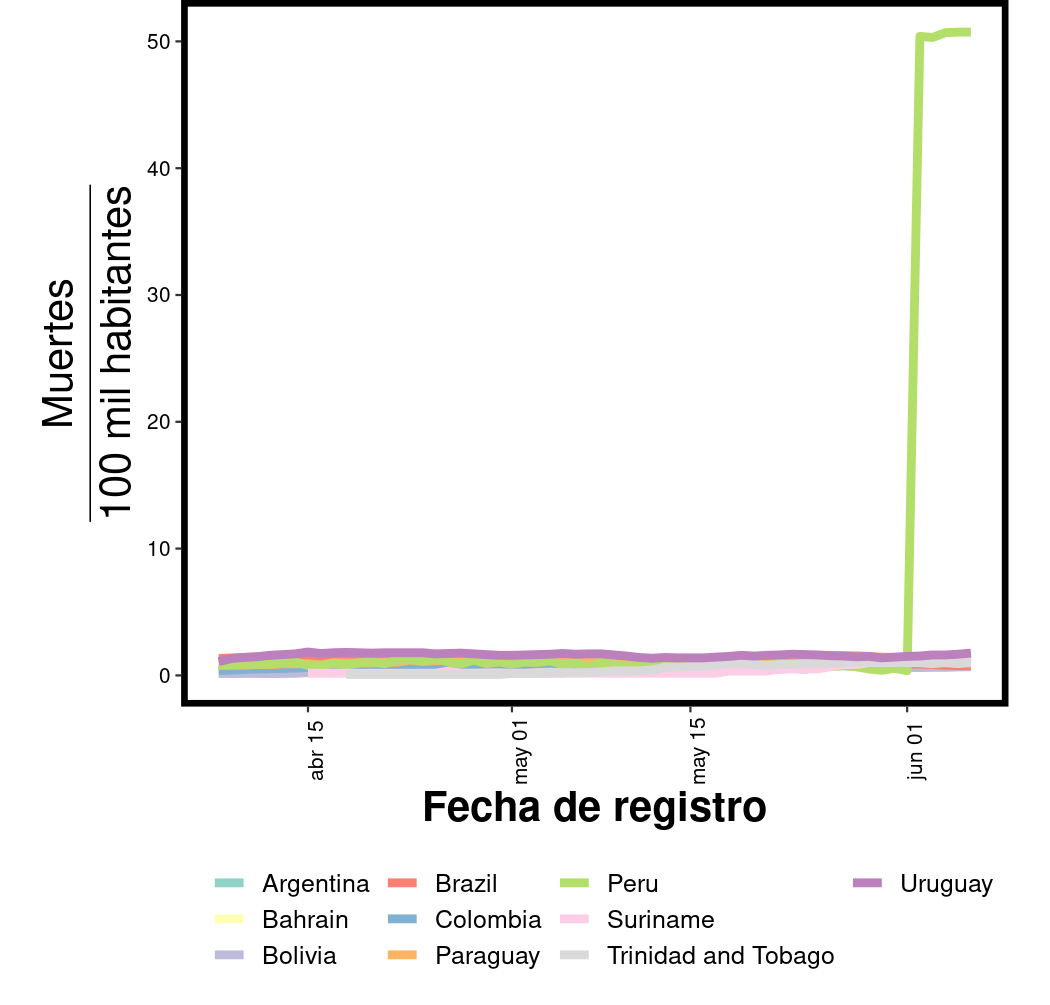 Muertes
100 mil habitantes
50
40
30
20
10
0
abr 15
may 01
may 15
jun 01
Fecha de registro
Argentina
Bahrain
Bolivia
Brazil
Colombia
Paraguay
Peru
Suriname
Trinidad and Tobago
Uruguay